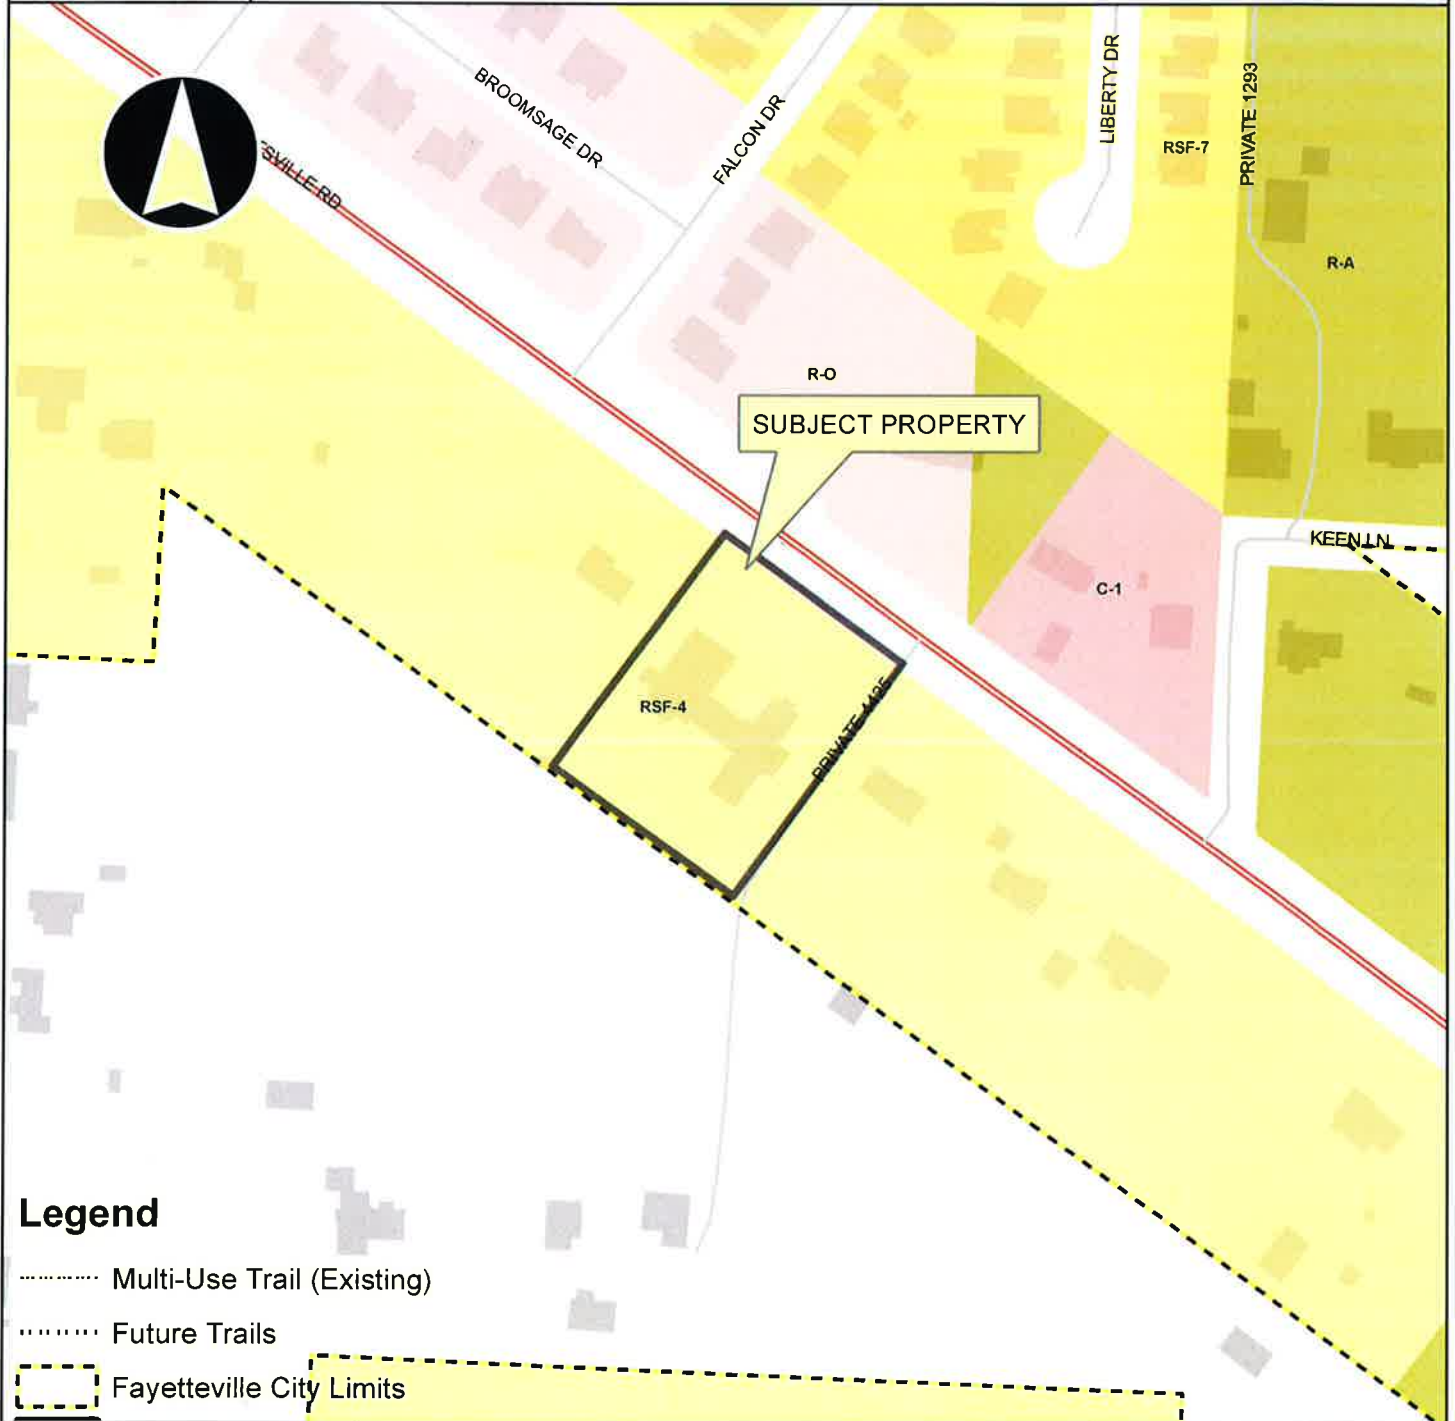 BROOMSAGE DR
FALCON DR
LIBERTY DR
PRIVATE 1293
RSF-7
SVILLE RD
R-A
R-O
SUBJECT PROPERTY
KEEN LN
C-1
RSF-4
PRIVATE 4425
Legend
Multi-Use Trail (Existing)
Future Trails
Fayetteville City Limits